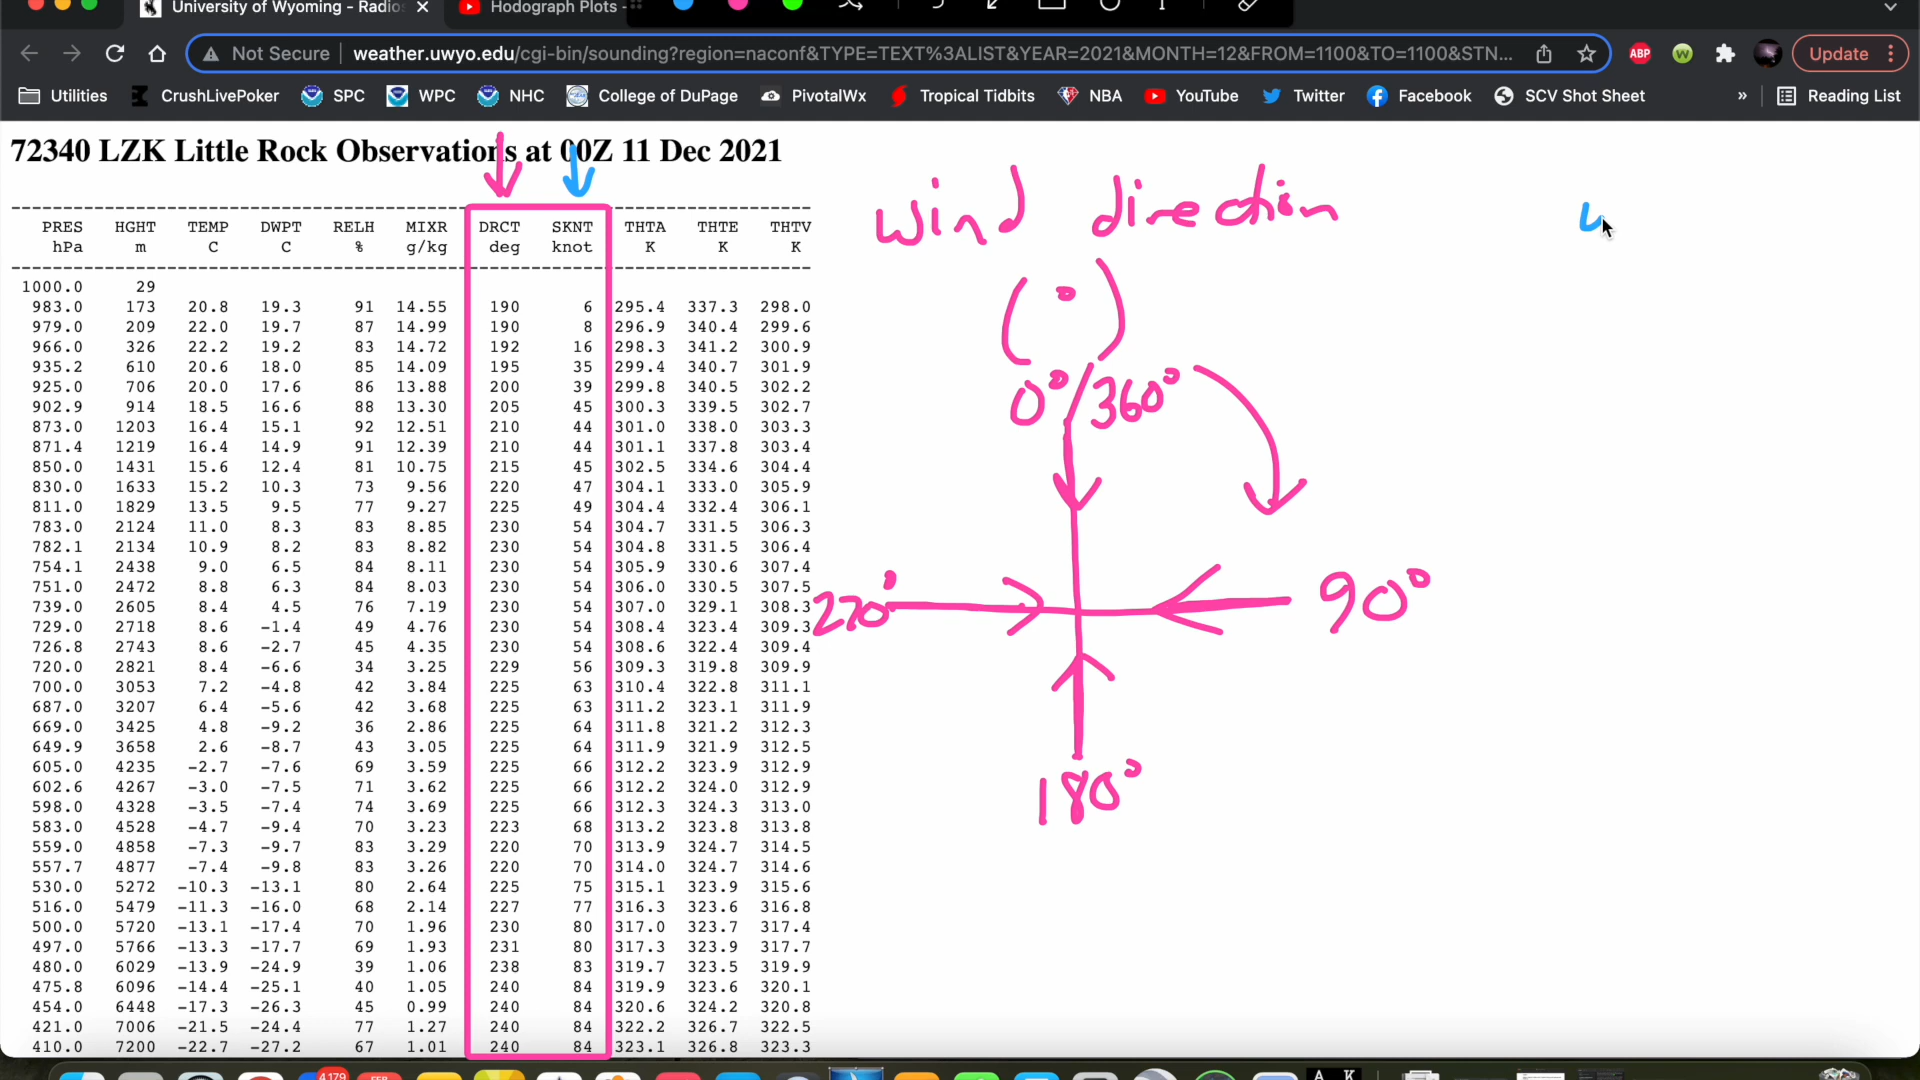 University of Wyoming - Radios
Hodograph Plots -
Not Secure | weather.uwyo.edu/cgi-bin/sounding?region=naconf&TYPE=TEXT%3ALIST&YEAR=2021&MONTH=12&FROM=1100&TO=1100&STN...
ABP
Update
Utilities CrushLivePoker SPC WPC NHC College of DuPage PivotalWx Tropical Tidbits NBA YouTube Twitter Facebook SCV Shot Sheet » Reading List
72340 LZK Little Rock Observations at 00Z 11 Dec 2021
PRES HGHT TEMP DWPT RELH MIXR DRCT SKNT THTA THTE THTV
hPa m C C % g/kg deg knot K K K
1000.0 29
983.0 173 20.8 19.3 91 14.55 190 6 295.4 337.3 298.0
979.0 209 22.0 19.7 87 14.99 190 8 296.9 340.4 299.6
966.0 326 22.2 19.2 83 14.72 192 16 298.3 341.2 300.9
935.2 610 20.6 18.0 85 14.09 195 35 299.4 340.7 301.9
925.0 706 20.0 17.6 86 13.88 200 39 299.8 340.5 302.2
902.9 914 18.5 16.6 88 13.30 205 45 300.3 339.5 302.7
873.0 1203 16.4 15.1 92 12.51 210 44 301.0 338.0 303.3
871.4 1219 16.4 14.9 91 12.39 210 44 301.1 337.8 303.4
850.0 1431 15.6 12.4 81 10.75 215 45 302.5 334.6 304.4
830.0 1633 15.2 10.3 73 9.56 220 47 304.1 333.0 305.9
811.0 1829 13.5 9.5 77 9.27 225 49 304.4 332.4 306.1
783.0 2124 11.0 8.3 83 8.85 230 54 304.7 331.5 306.3
782.1 2134 10.9 8.2 83 8.82 230 54 304.8 331.5 306.4
754.1 2438 9.0 6.5 84 8.11 230 54 305.9 330.6 307.4
751.0 2472 8.8 6.3 84 8.03 230 54 306.0 330.5 307.5
739.0 2605 8.4 4.5 76 7.19 230 54 307.0 329.1 308.3
729.0 2718 8.6 -1.4 49 4.76 230 54 308.4 323.4 309.3
726.8 2743 8.6 -2.7 45 4.35 230 54 308.6 322.4 309.4
720.0 2821 8.4 -6.6 34 3.25 229 56 309.3 319.8 309.9
700.0 3053 7.2 -4.8 42 3.84 225 63 310.4 322.8 311.1
687.0 3207 6.4 -5.6 42 3.68 225 63 311.2 323.1 311.9
669.0 3425 4.8 -9.2 36 2.86 225 64 311.8 321.2 312.3
649.9 3658 2.6 -8.7 43 3.05 225 64 311.9 321.9 312.5
605.0 4235 -2.7 -7.6 69 3.59 225 66 312.2 323.9 312.9
602.6 4267 -3.0 -7.5 71 3.62 225 66 312.2 324.0 312.9
598.0 4328 -3.5 -7.4 74 3.69 225 66 312.3 324.3 313.0
583.0 4528 -4.7 -9.4 70 3.23 223 68 313.2 323.8 313.8
559.0 4858 -7.3 -9.7 83 3.29 220 70 313.9 324.7 314.5
557.7 4877 -7.4 -9.8 83 3.26 220 70 314.0 324.7 314.6
530.0 5272 -10.3 -13.1 80 2.64 225 75 315.1 323.9 315.6
516.0 5479 -11.3 -16.0 68 2.14 227 77 316.3 323.6 316.8
500.0 5720 -13.1 -17.4 70 1.96 230 80 317.0 323.7 317.4
497.0 5766 -13.3 -17.7 69 1.93 231 80 317.3 323.9 317.7
480.0 6029 -13.9 -24.9 39 1.06 238 83 319.7 323.5 319.9
475.8 6096 -14.4 -25.1 40 1.05 240 84 319.9 323.6 320.1
454.0 6448 -17.3 -26.3 45 0.99 240 84 320.6 324.2 320.8
421.0 7006 -21.5 -24.4 77 1.27 240 84 322.2 326.7 322.5
410.0 7200 -22.7 -27.2 67 1.01 240 84 323.1 326.8 323.3
wind direction
(°)
0°/360°
270°
90°
180°
4,179
FEB